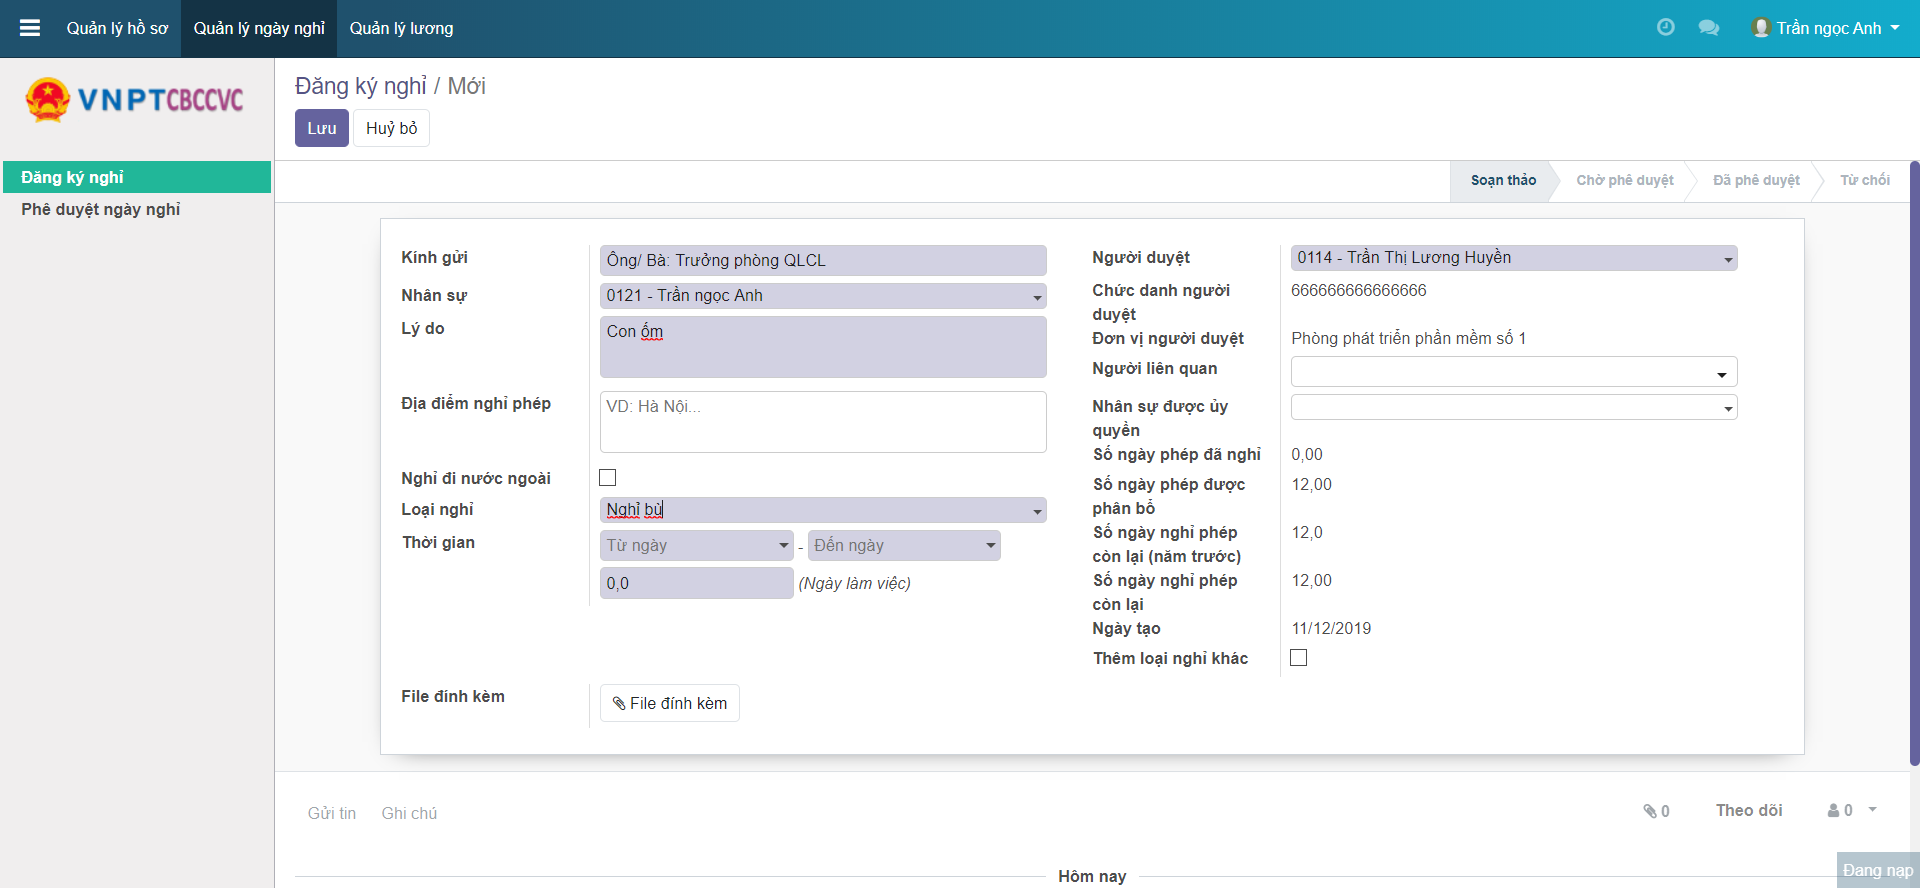 Quản lý hồ sơ
Quản lý ngày nghỉ
Quản lý lương
Trần ngọc Anh
VNPTCBCCVC
Đăng ký nghỉ
Phê duyệt ngày nghỉ
Đăng ký nghỉ / Mới
Lưu
Huỷ bỏ
Soạn thảo
Chờ phê duyệt
Đã phê duyệt
Từ chối
Kính gửi
Ông/ Bà: Trưởng phòng QLCL
Nhân sự
0121 - Trần ngọc Anh
Lý do
Con ốm
Địa điểm nghỉ phép
VD: Hà Nội...
Nghỉ đi nước ngoài
Loại nghỉ
Nghỉ bù
Thời gian
Từ ngày - Đến ngày
0,0 (Ngày làm việc)
File đính kèm
File đính kèm
Người duyệt
0114 - Trần Thị Lương Huyền
Chức danh người
duyệt
666666666666666
Đơn vị người duyệt
Phòng phát triển phần mềm số 1
Người liên quan
Nhân sự được ủy
quyền
Số ngày phép đã nghỉ
0,00
Số ngày phép được
phân bổ
12,00
Số ngày nghỉ phép
còn lại (năm trước)
12,0
Số ngày nghỉ phép
còn lại
12,00
Ngày tạo
11/12/2019
Thêm loại nghỉ khác
Gửi tin
Ghi chú
0
Theo dõi
0
Hôm nay
Đang nạp